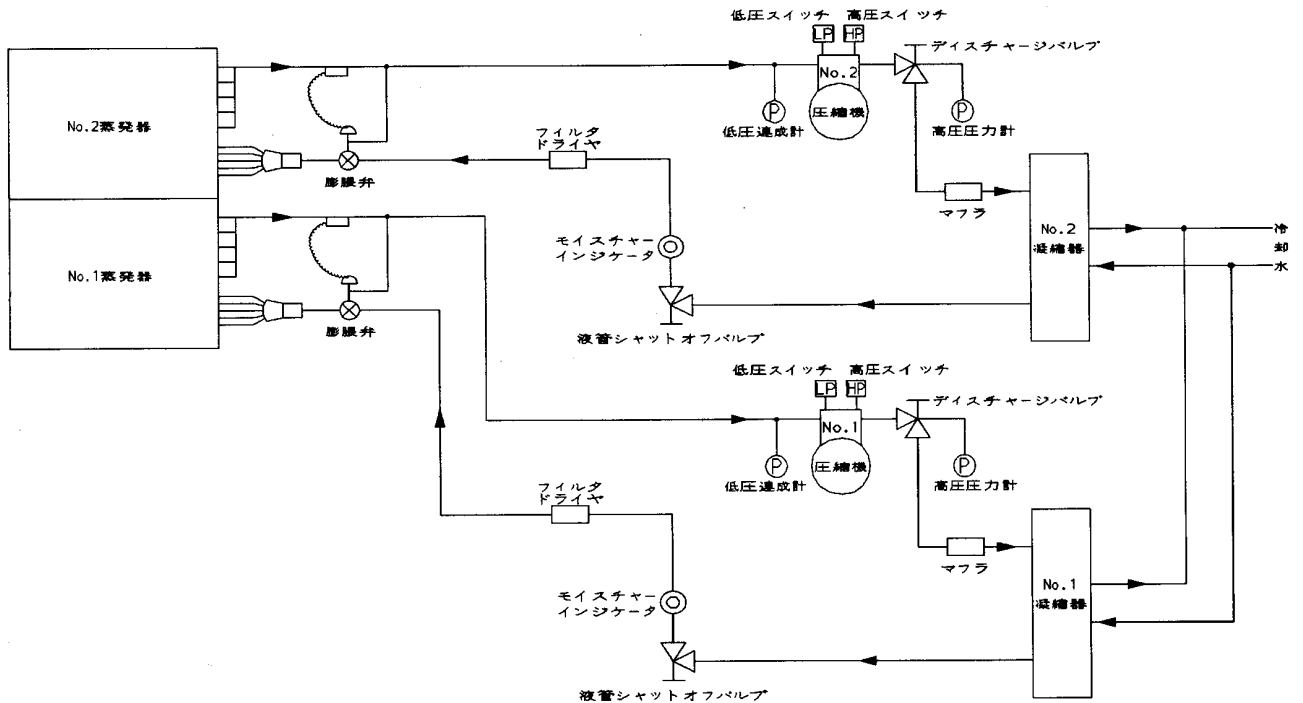 低圧スイッチ 高圧スイッチ
LP HP
ディスチャージバルブ
No.2
圧縮機
P
低圧連成計
P
高圧圧力計
No.2蒸発器
フィルタ
ドライヤ
膨脹弁
マフラ
No.2
凝縮器
冷
却
水
モイスチャー
インジケータ
液管シャットオフバルブ
No.1蒸発器
膨脹弁
低圧スイッチ 高圧スイッチ
LP HP
ディスチャージバルブ
No.1
圧縮機
P
低圧連成計
P
高圧圧力計
フィルタ
ドライヤ
マフラ
No.1
凝縮器
モイスチャー
インジケータ
液管シャットオフバルブ